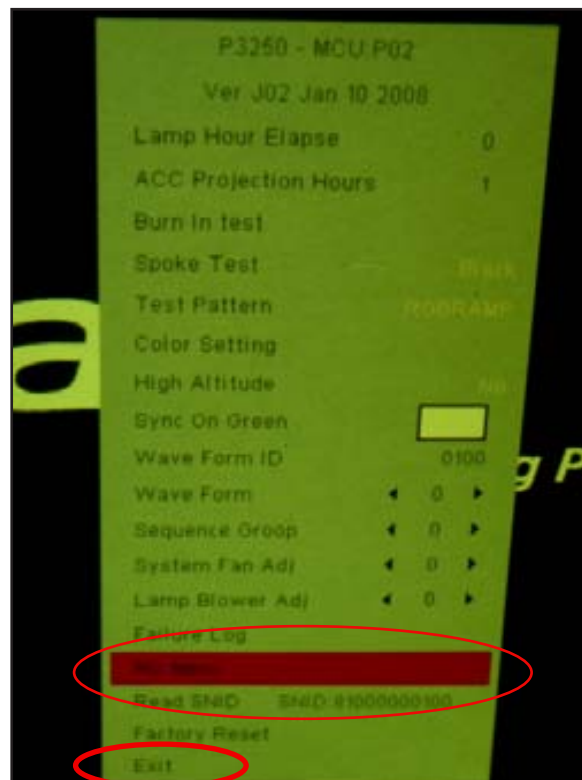 P3250 - MCU:P02
Ver J02 Jan 10 2008
Lamp Hour Elapse 0
ACC Projection Hours 1
Burn In test
Spoke Test Black
Test Pattern
Color Setting
High Altitude No
Sync On Green
Wave Form ID 0100
Wave Form 0
Sequence Groop 0
System Fan Adj 0
Lamp Blower Adj 0
Failure Log
Read SNID SNID:81000000100
Factory Reset
Exit
a
g P